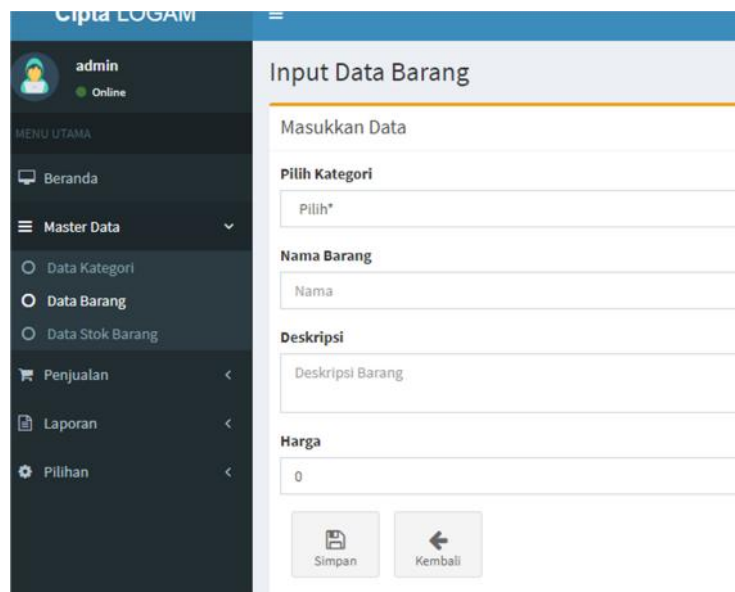 Cipta LOGAM
admin
Online
MENU UTAMA
Beranda
Master Data
Data Kategori
Data Barang
Data Stok Barang
Penjualan
Laporan
Pilihan
Input Data Barang
Masukkan Data
Pilih Kategori
Pilih*
Nama Barang
Nama
Deskripsi
Deskripsi Barang
Harga
0
Simpan
Kembali